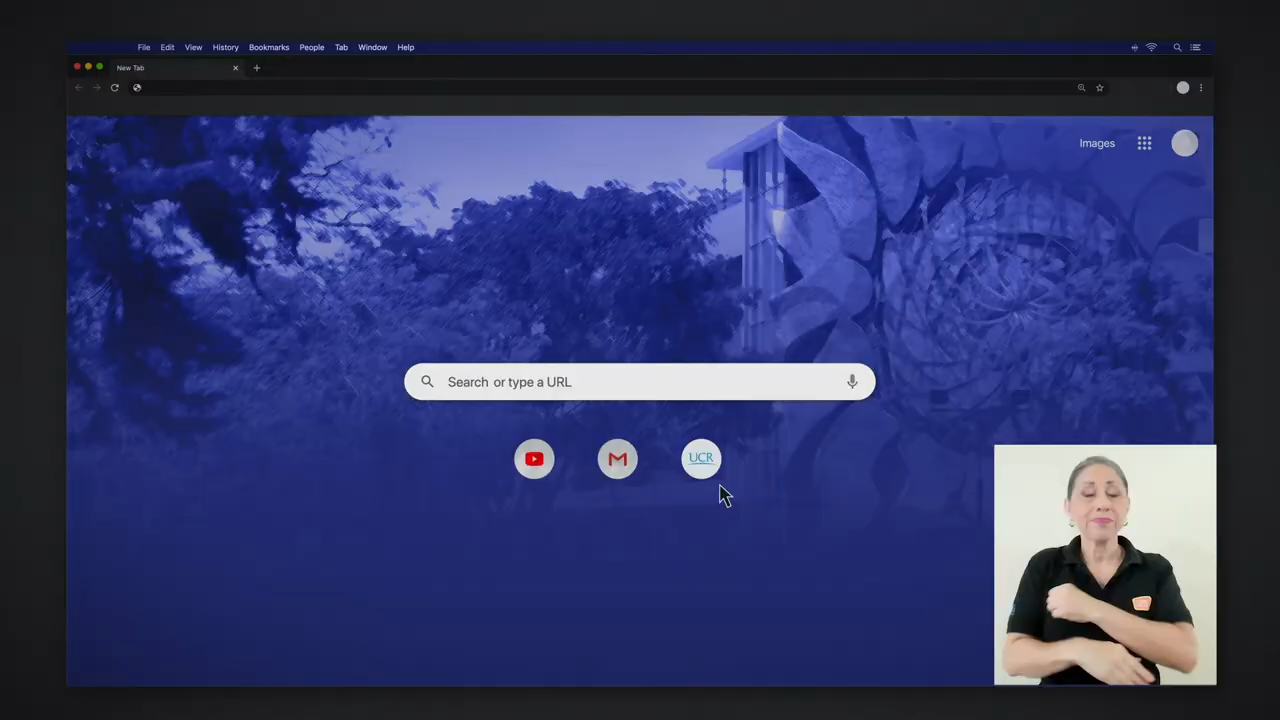 File Edit View History Bookmarks People Tab Window Help
New Tab
Images
Search or type a URL
UCR